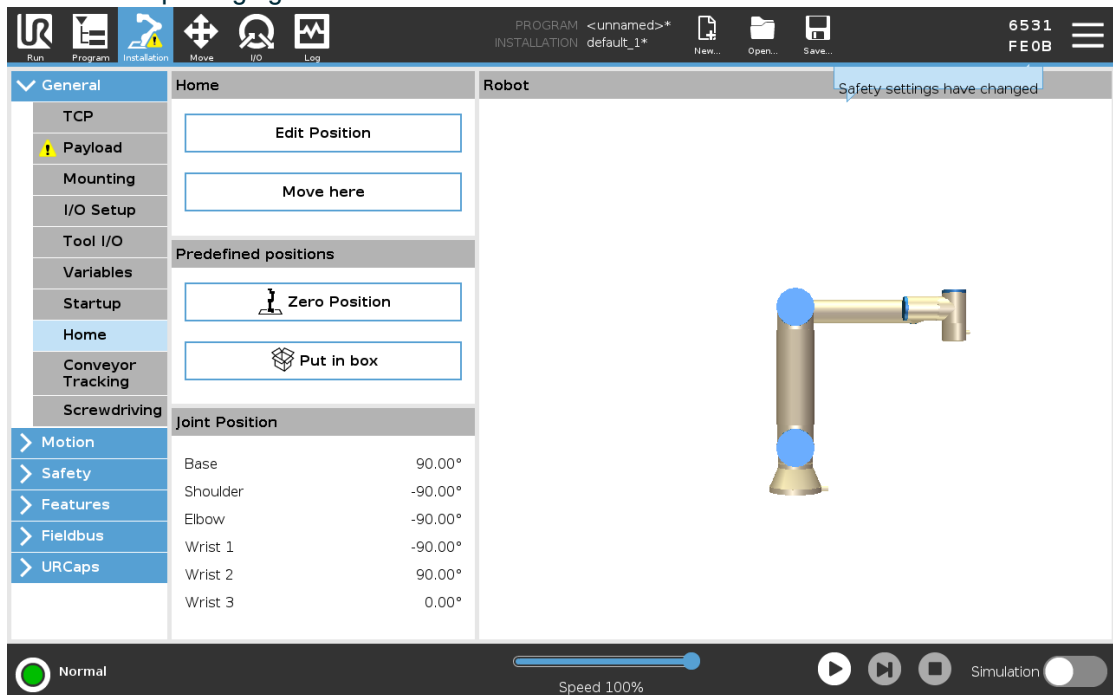 PROGRAM <unnamed>*
INSTALLATION default_1*
UR
Run
Program
Installation
Move
I/O
Log
New...
Open...
Save...
6531
FE0B
Safety settings have changed
General
TCP
Payload
Mounting
I/O Setup
Tool I/O
Variables
Startup
Home
Conveyor
Tracking
Screwdriving
Motion
Safety
Features
Fieldbus
URCaps
Home
Edit Position
Move here
Predefined positions
Zero Position
Put in box
Joint Position
Base 90.00°
Shoulder -90.00°
Elbow -90.00°
Wrist 1 -90.00°
Wrist 2 90.00°
Wrist 3 0.00°
Robot
Normal
Speed 100%
Simulation